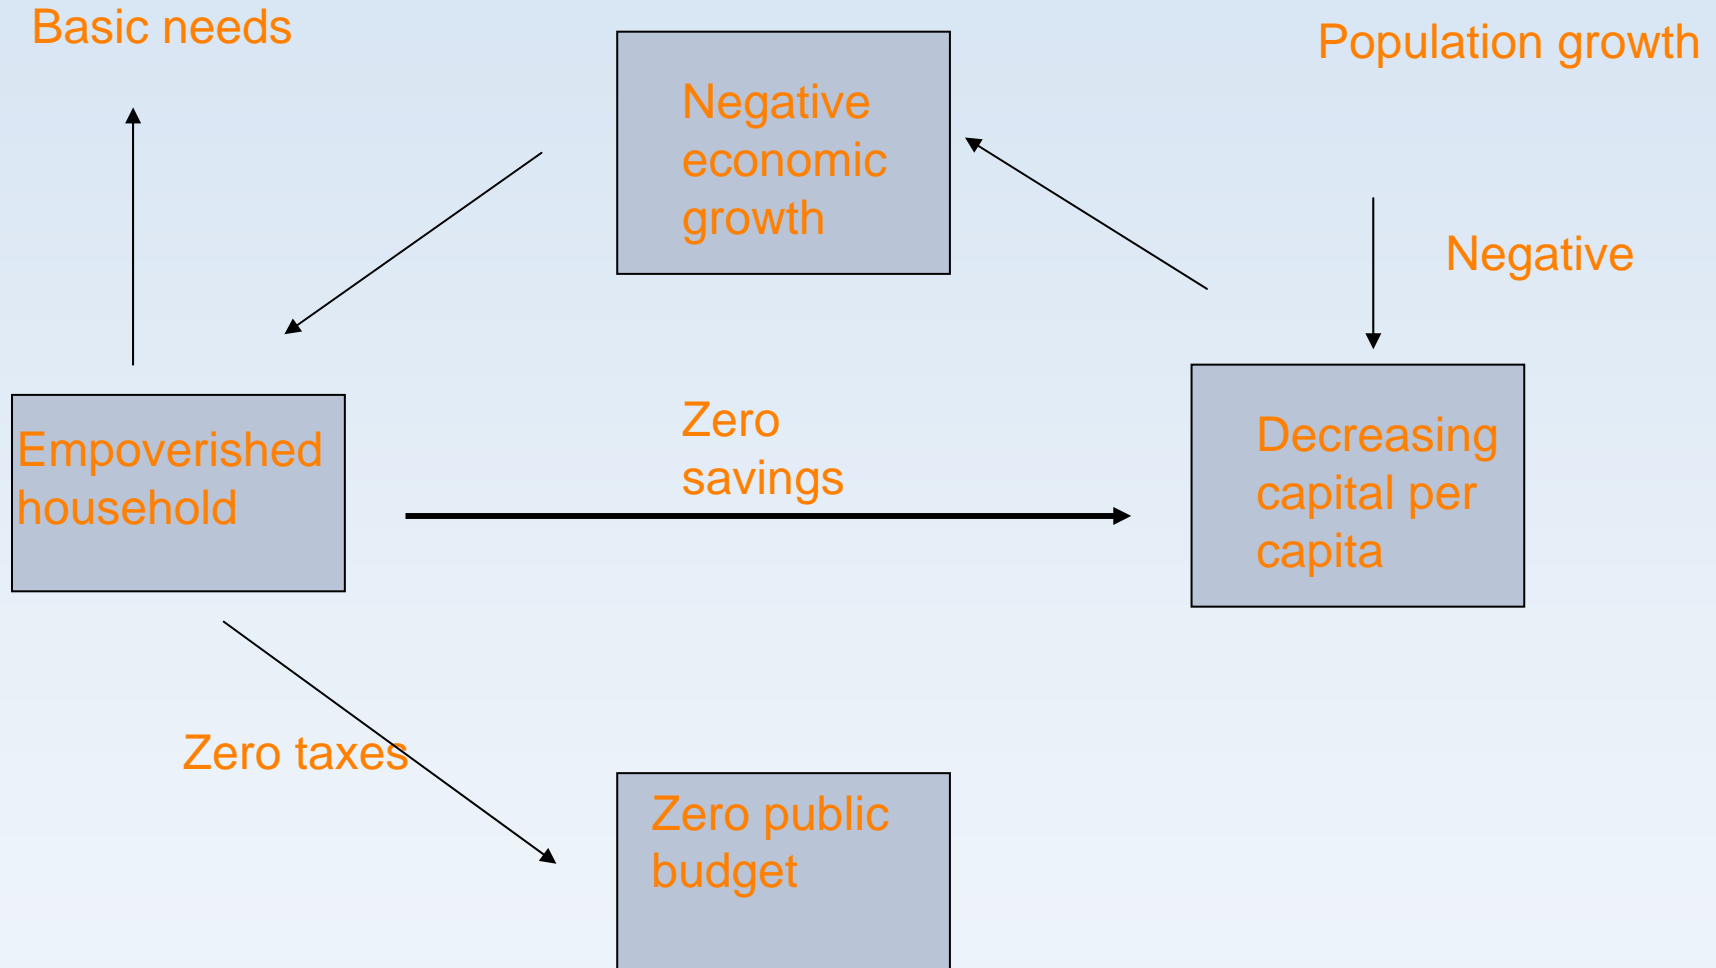 Basic needs
Population growth
Negative
economic
growth
Negative
Zero
savings
Empoverished
household
Decreasing
capital per
capita
Zero taxes
Zero public
budget